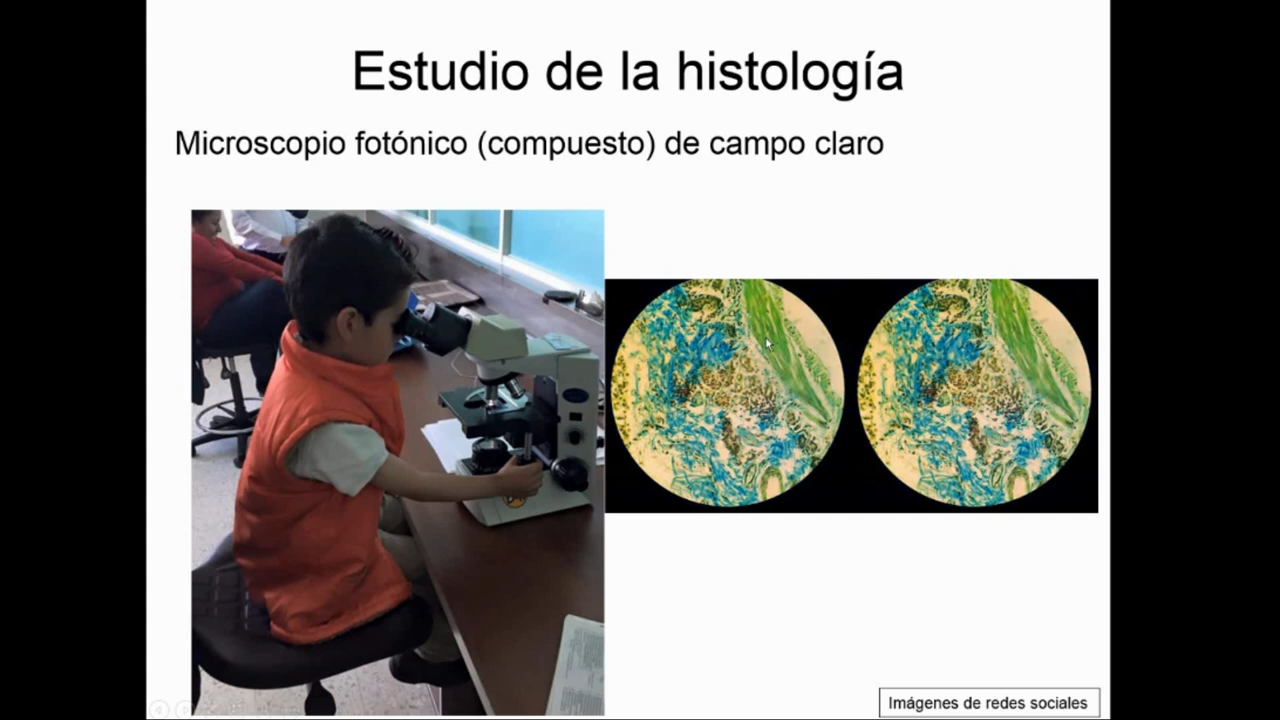 Estudio de la histología
Microscopio fotónico (compuesto) de campo claro
Imágenes de redes sociales